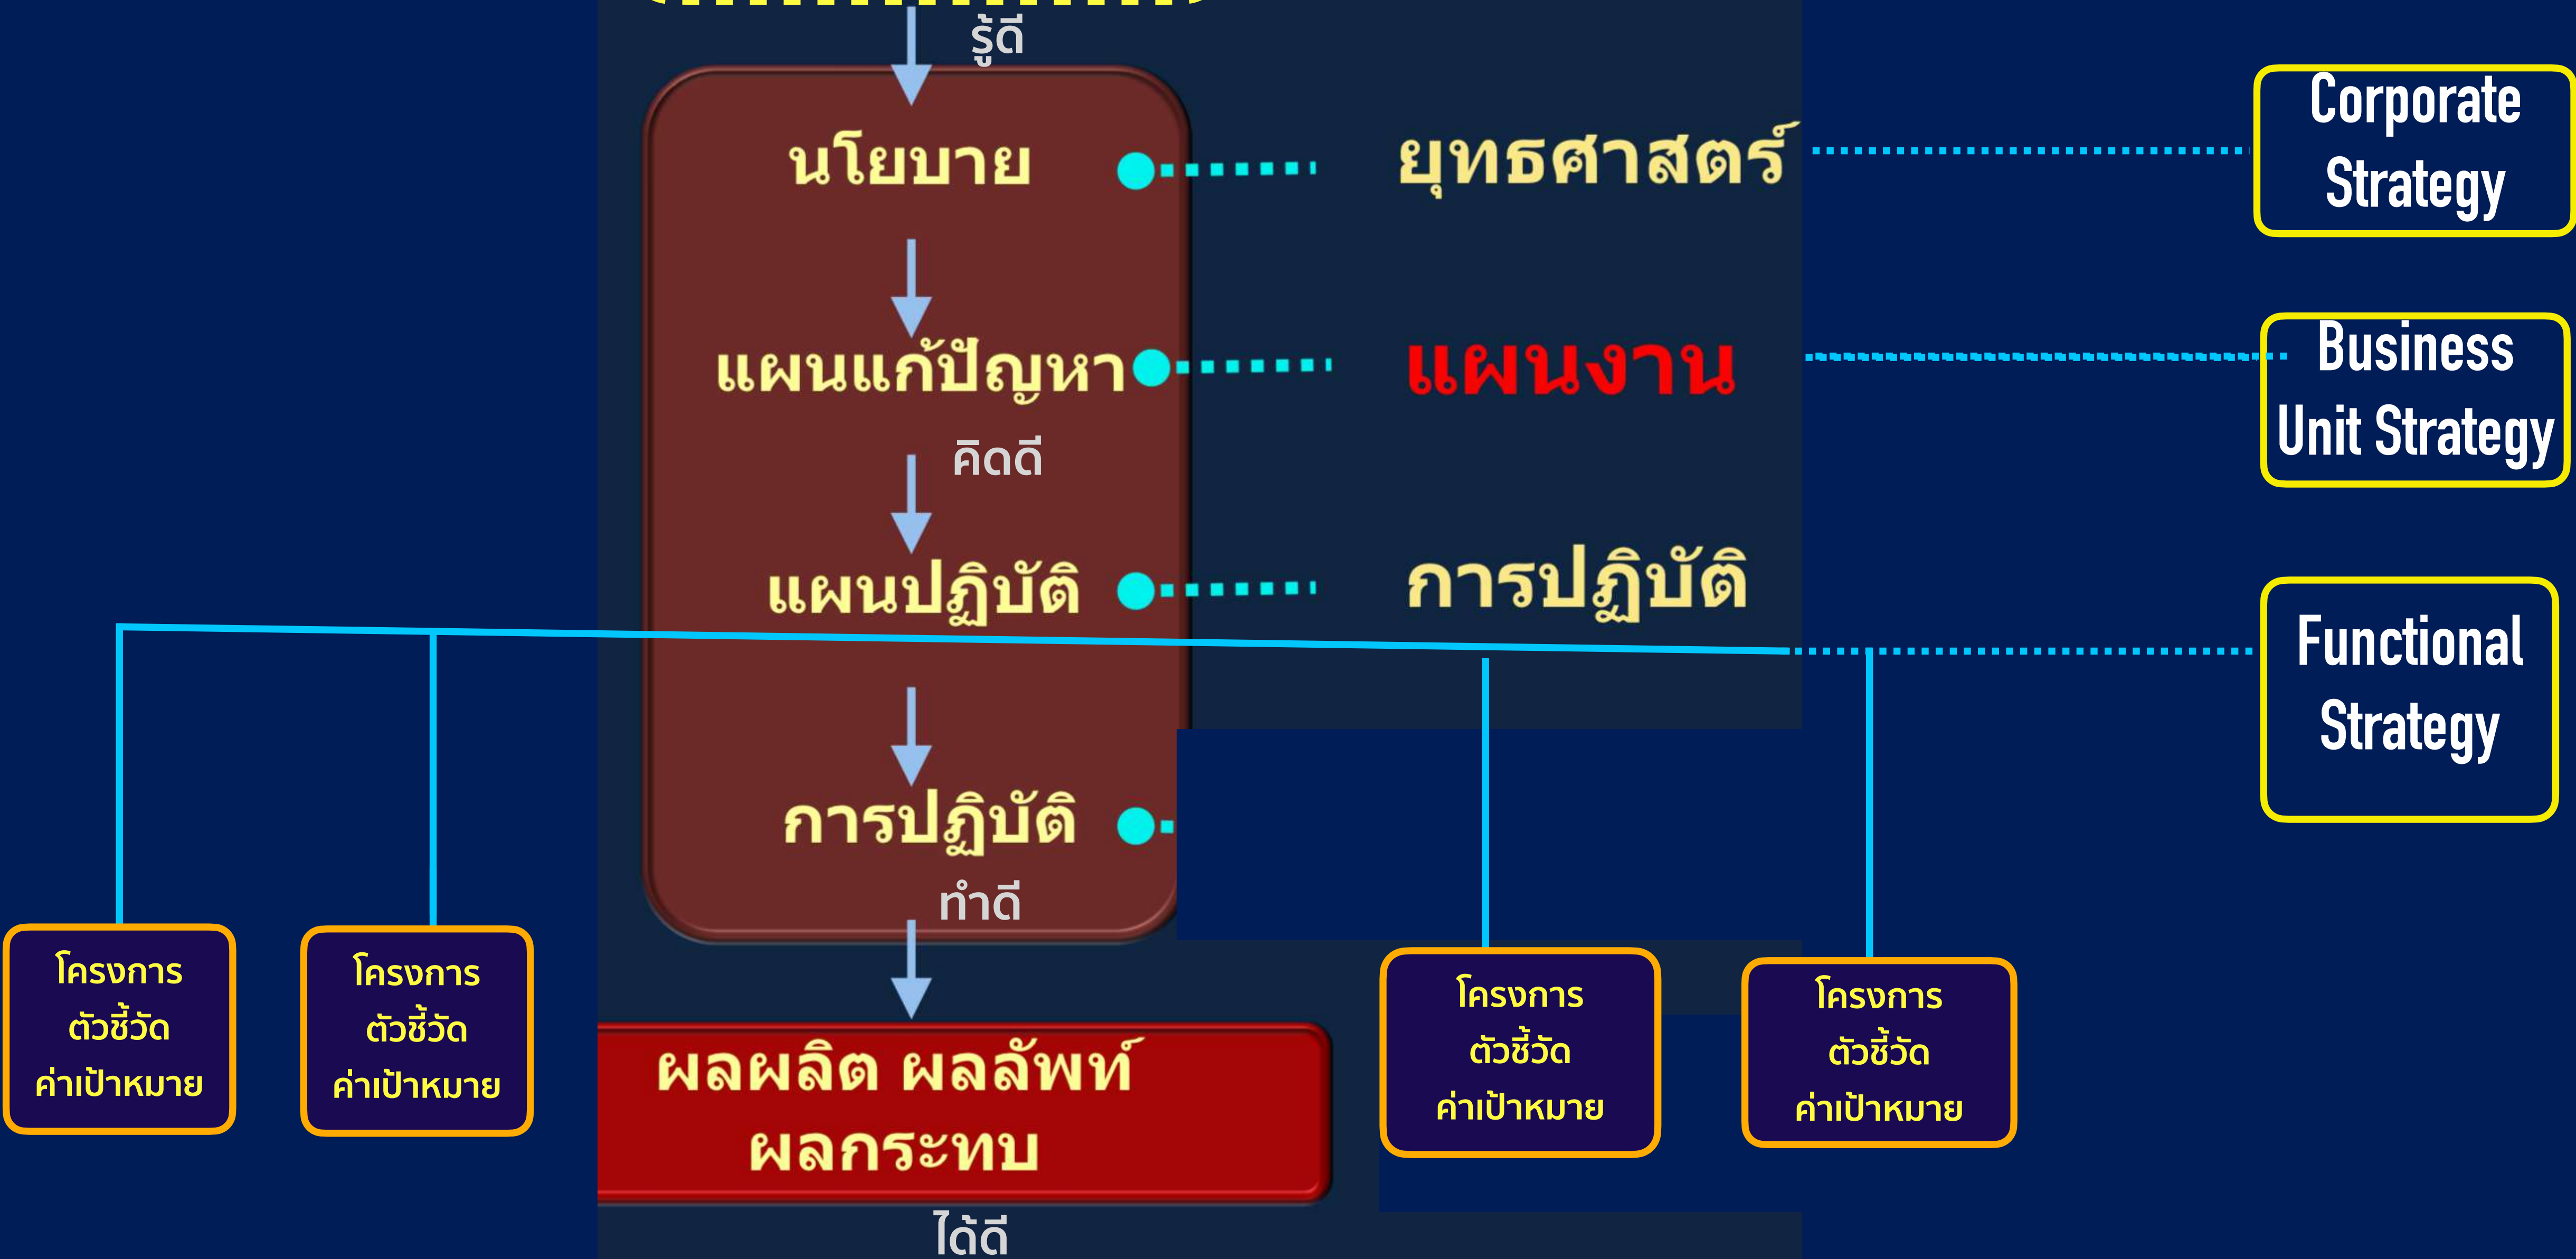 รู้ดี
นโยบาย
ยุทธศาสตร์
Corporate
Strategy
แผนแก้ปัญหา
แผนงาน
Business
Unit Strategy
คิดดี
แผนปฏิบัติ
การปฏิบัติ
Functional
Strategy
การปฏิบัติ
ทำดี
โครงการ
ตัวชี้วัด
ค่าเป้าหมาย
โครงการ
ตัวชี้วัด
ค่าเป้าหมาย
ผลผลิต ผลลัพท์
ผลกระทบ
โครงการ
ตัวชี้วัด
ค่าเป้าหมาย
โครงการ
ตัวชี้วัด
ค่าเป้าหมาย
ได้ดี